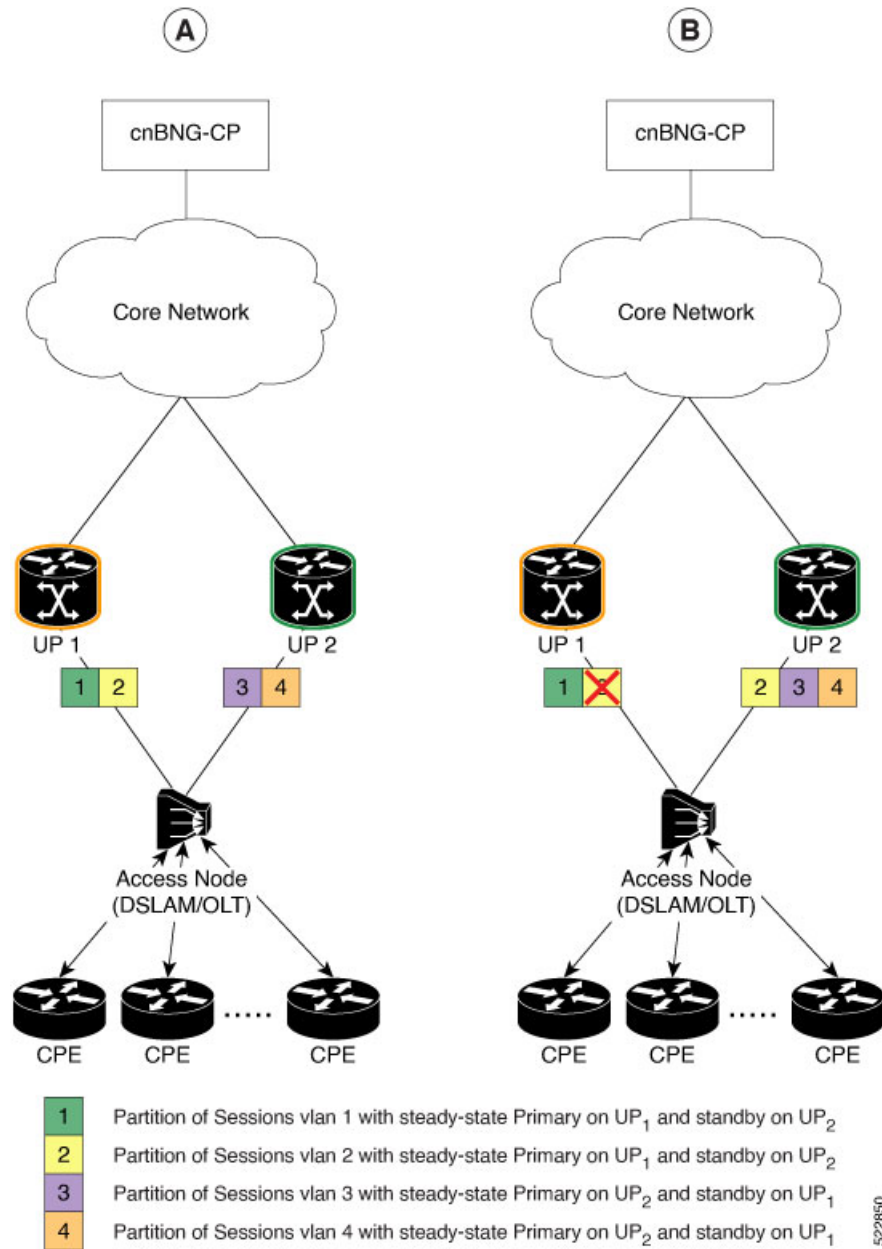 A
B
cnBNG-CP
cnBNG-CP
Core Network
Core Network
UP 1
UP 2
UP 1
UP 2
1 2
3 4
1
2 3 4
Access Node
(DSLAM/OLT)
Access Node
(DSLAM/OLT)
CPE CPE ..... CPE
CPE CPE ..... CPE
1 Partition of Sessions vlan 1 with steady-state Primary on UP1 and standby on UP2
2 Partition of Sessions vlan 2 with steady-state Primary on UP1 and standby on UP2
3 Partition of Sessions vlan 3 with steady-state Primary on UP2 and standby on UP1
4 Partition of Sessions vlan 4 with steady-state Primary on UP2 and standby on UP1
522850